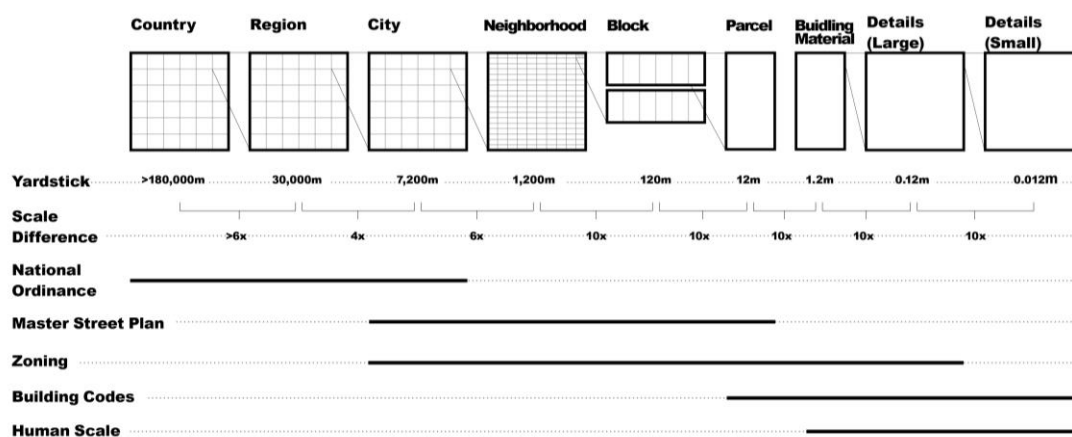 Country Region City Neighborhood Block Parcel Buidling Material Details (Large) Details (Small)
Yardstick >180,000m 30,000m 7,200m 1,200m 120m 12m 1.2m 0.12m 0.012m
Scale
Difference >6x 4x 6x 10x 10x 10x 10x 10x
National
Ordinance
Master Street Plan
Zoning
Building Codes
Human Scale